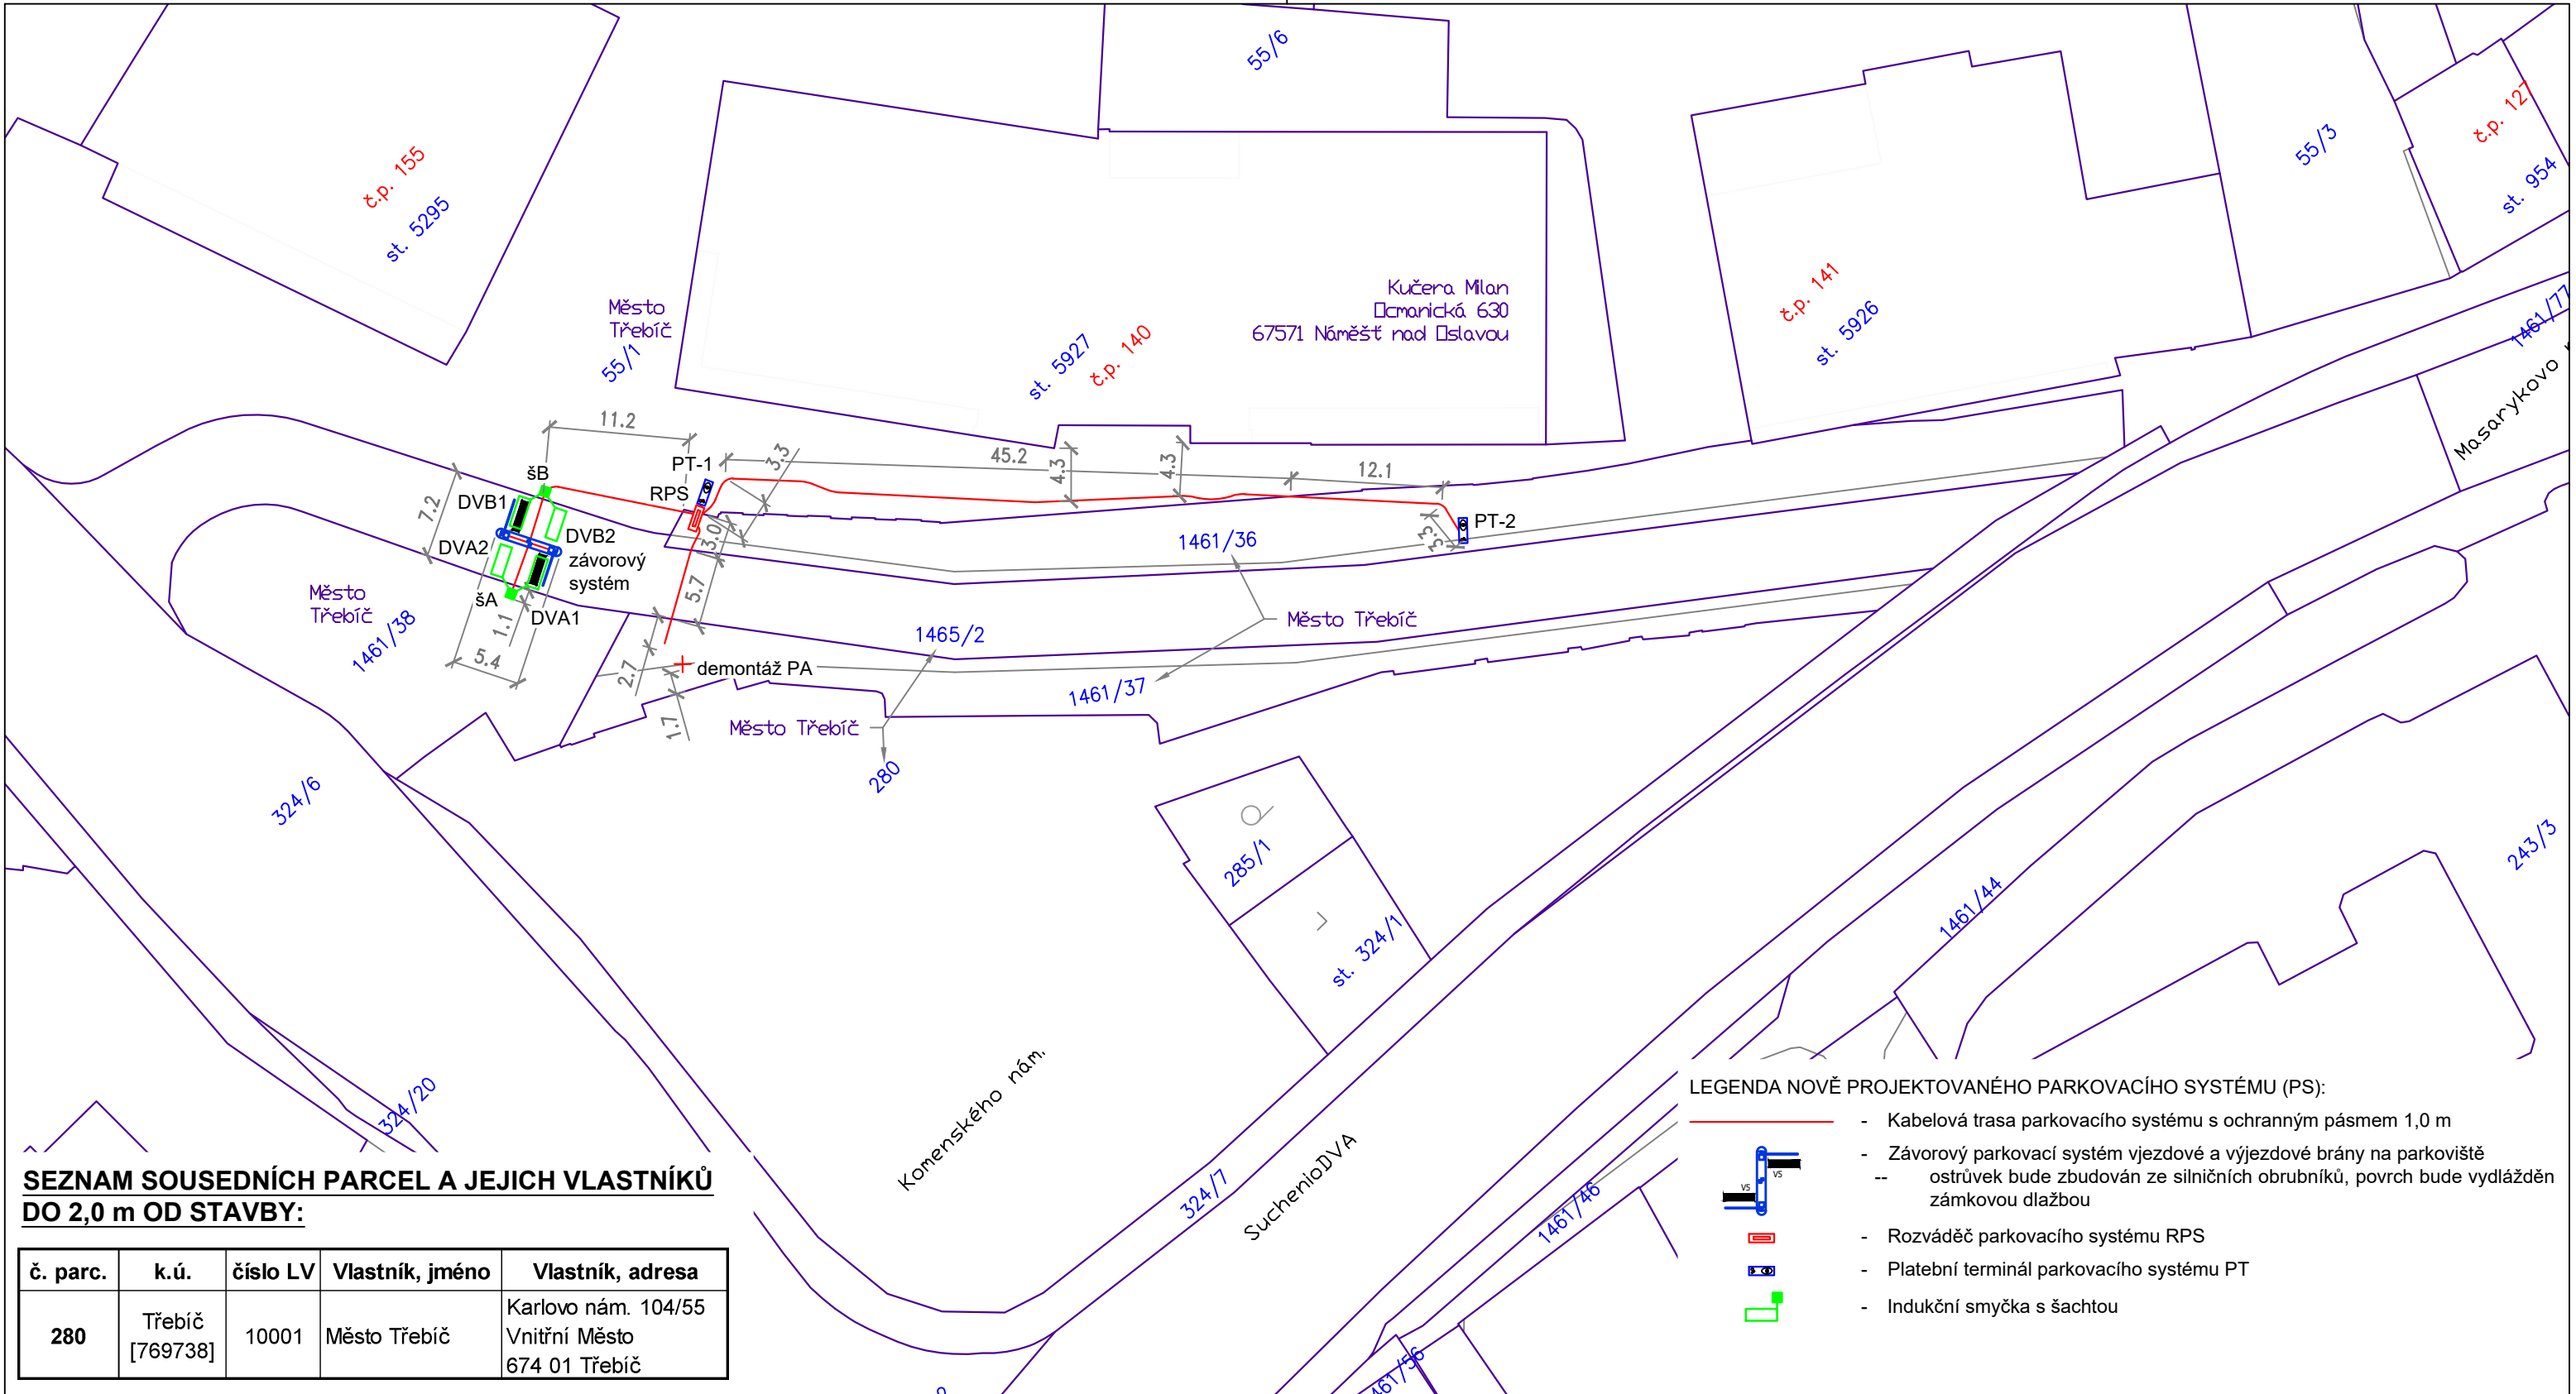 55/6
č.p. 155
st. 5295
Město
Třebíč
55/1
Kučera Milan
cmanická 630
67571 Náměšť nad slavou
st. 5927
č.p. 140
č.p. 141
st. 5926
55/3
č.p. 127
st. 954
1461/77
Masarykovo
11.2
45.2
12.1
4.3
4.3
3.3
3.0
5.7
7.2
1.1
5.4
2.7
1.7
3.5
PT-1
RPS
PT-2
šB
DVB1
DVB2
DVA2
závorový
systém
šA
DVA1
Město
Třebíč
1461/38
1461/36
1465/2
Město Třebíč
demontáž PA
1461/37
Město Třebíč
280
324/6
285/1
st. 324/1
243/3
1461/44
324/20
Komenského nám.
SuchenioDVA
324/7
1461/46
461/56
SEZNAM SOUSEDNÍCH PARCEL A JEJICH VLASTNÍKŮ
DO 2,0 m OD STAVBY:
č. parc. k.ú. číslo LV Vlastník, jméno Vlastník, adresa
280 Třebíč [769738] 10001 Město Třebíč Karlovo nám. 104/55
Vnitřní Město
674 01 Třebíč
LEGENDA NOVĚ PROJEKTOVANÉHO PARKOVACÍHO SYSTÉMU (PS):
- Kabelová trasa parkovacího systému s ochranným pásmem 1,0 m
- Závorový parkovací systém vjezdové a výjezdové brány na parkoviště
-- ostrůvek bude zbudován ze silničních obrubníků, povrch bude vydlážděn
zámkovou dlažbou
VS
VS
- Rozváděč parkovacího systému RPS
- Platební terminál parkovacího systému PT
- Indukční smyčka s šachtou